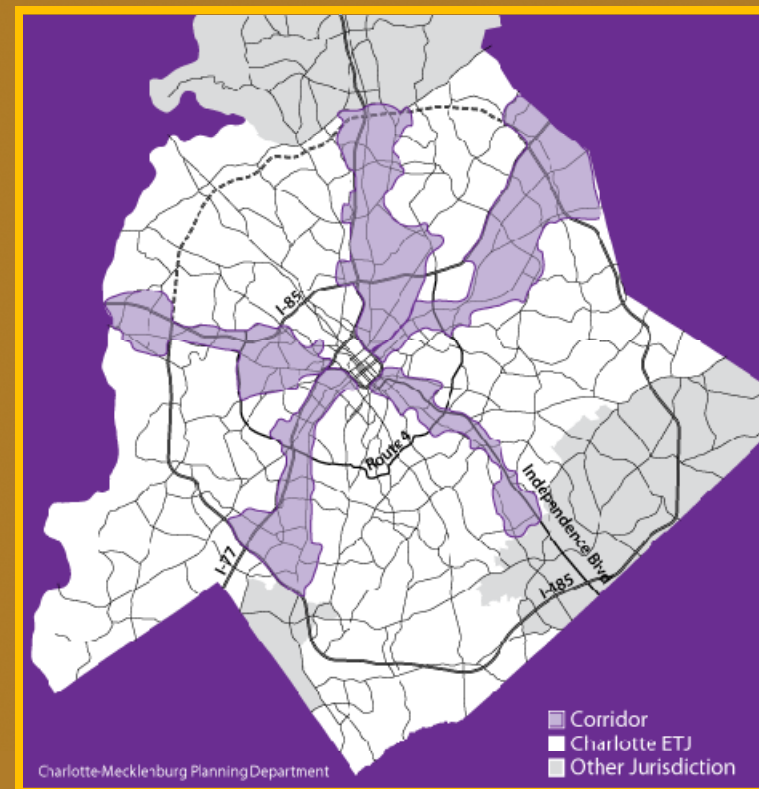 I-85
Route 4
Independence Blvd
I-77
I-485
Corridor
Charlotte ETJ
Other Jurisdiction
Charlotte-Mecklenburg Planning Department